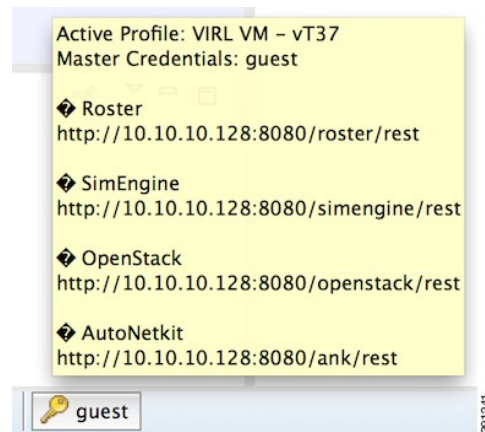 Active Profile: VIRL VM – vT37
Master Credentials: guest
� Roster
http://10.10.10.128:8080/roster/rest
� SimEngine
http://10.10.10.128:8080/simengine/rest
� OpenStack
http://10.10.10.128:8080/openstack/rest
� AutoNetkit
http://10.10.10.128:8080/ank/rest
guest